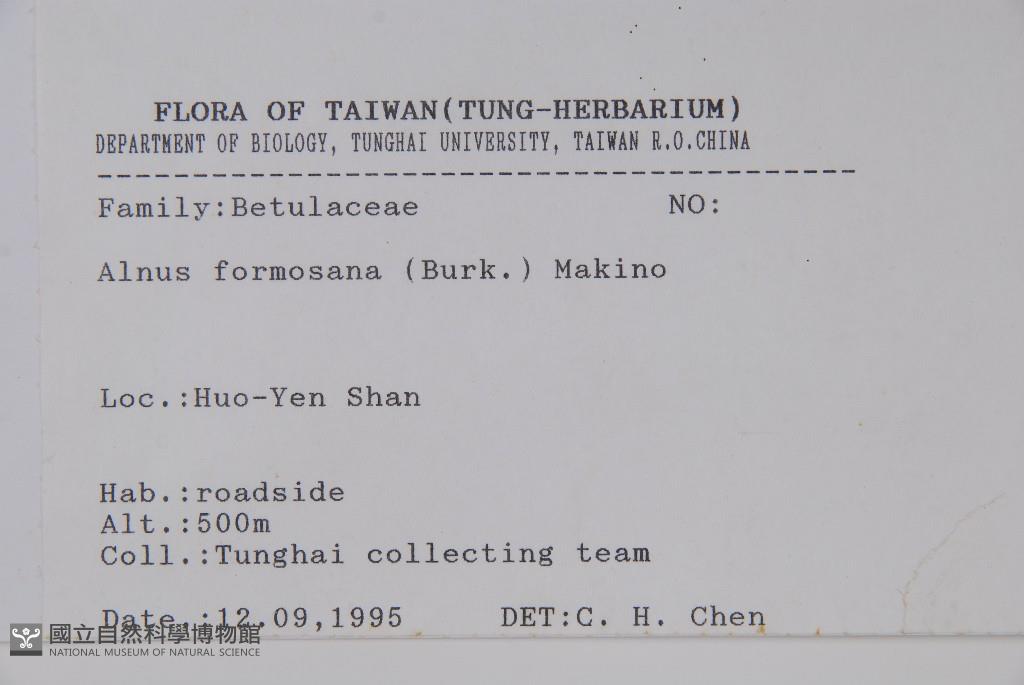 FLORA OF TAIWAN(TUNG-HERBARIUM)
DEPARTMENT OF BIOLOGY, TUNGHAI UNIVERSITY, TAIWAN R.O.CHINA
-----------------------------------------
Family:Betulaceae NO:
Alnus formosana (Burk.) Makino
Loc.:Huo-Yen Shan
Hab.:roadside
Alt.:500m
Coll.:Tunghai collecting team
Date.:12.09,1995 DET:C. H. Chen
國立自然科學博物館
NATIONAL MUSEUM OF NATURAL SCIENCE